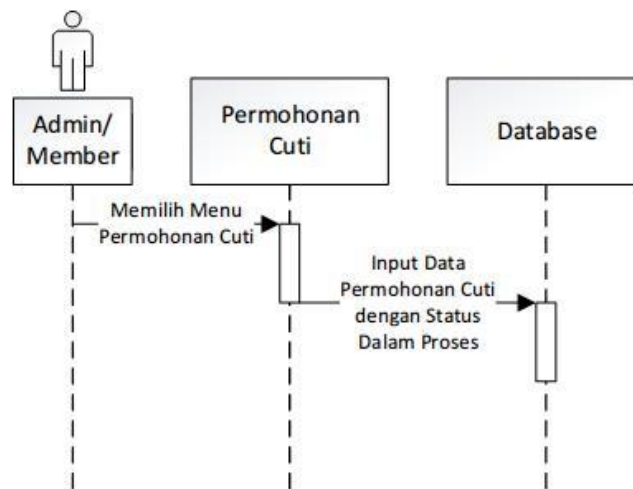 Admin/
Member
Permohonan
Cuti
Database
Memilih Menu
Permohonan Cuti
Input Data
Permohonan Cuti
dengan Status
Dalam Proses